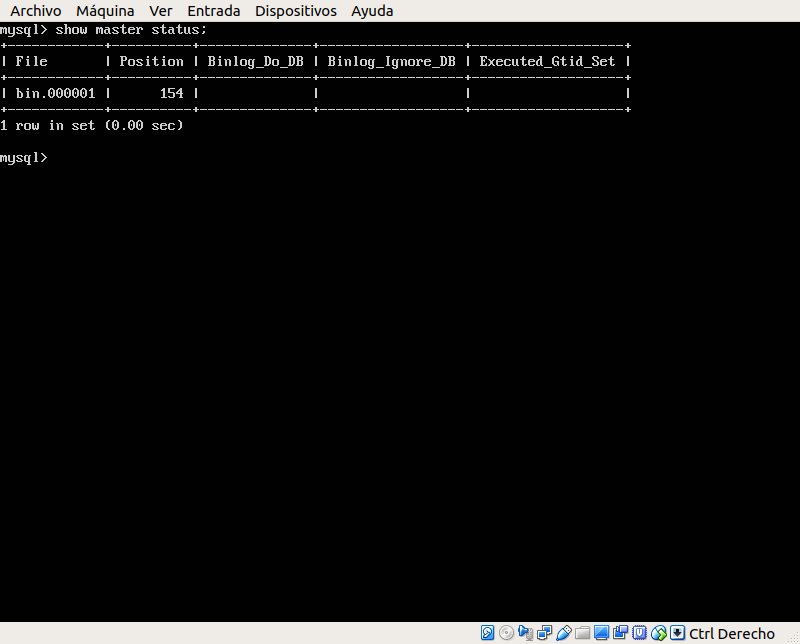 Archivo Máquina Ver Entrada Dispositivos Ayuda
mysql> show master status;
+------------+----------+--------------+------------------+-------------------+
| File       | Position | Binlog_Do_DB | Binlog_Ignore_DB | Executed_Gtid_Set |
+------------+----------+--------------+------------------+-------------------+
| bin.000001 |      154 |              |                  |                   |
+------------+----------+--------------+------------------+-------------------+
1 row in set (0.00 sec)
mysql>
Ctrl Derecho